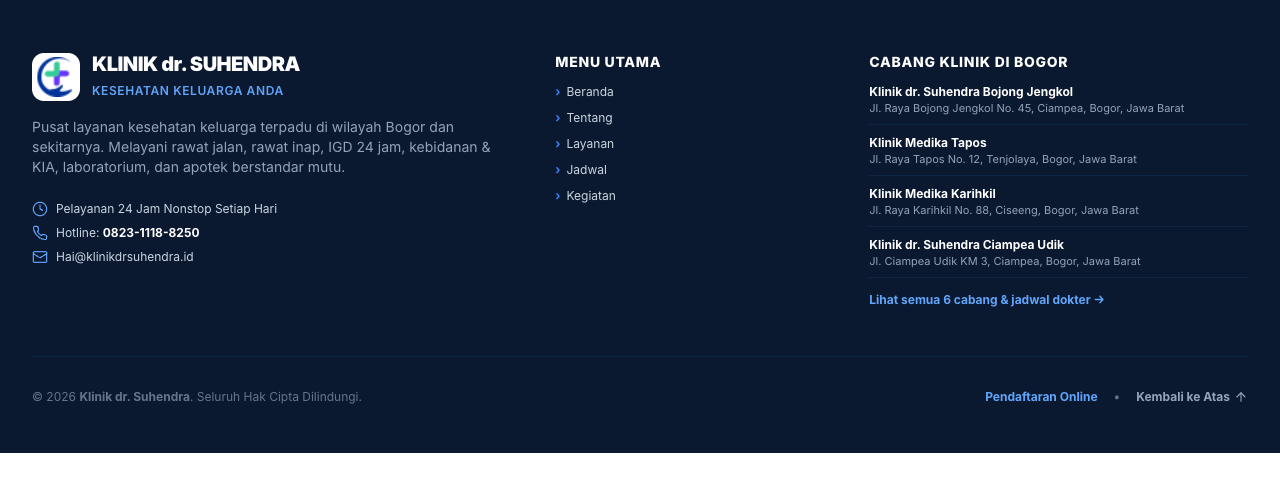 KLINIK dr. SUHENDRA
KESEHATAN KELUARGA ANDA
Pusat layanan kesehatan keluarga terpadu di wilayah Bogor dan
sekitarnya. Melayani rawat jalan, rawat inap, IGD 24 jam, kebidanan &
KIA, laboratorium, dan apotek berstandar mutu.
Pelayanan 24 Jam Nonstop Setiap Hari
Hotline: 0823-1118-8250
Hai@klinikdrsuhendra.id
MENU UTAMA
› Beranda
› Tentang
› Layanan
› Jadwal
› Kegiatan
CABANG KLINIK DI BOGOR
Klinik dr. Suhendra Bojong Jengkol
Jl. Raya Bojong Jengkol No. 45, Ciampea, Bogor, Jawa Barat
Klinik Medika Tapos
Jl. Raya Tapos No. 12, Tenjolaya, Bogor, Jawa Barat
Klinik Medika Karihkil
Jl. Raya Karihkil No. 88, Ciseeng, Bogor, Jawa Barat
Klinik dr. Suhendra Ciampea Udik
Jl. Ciampea Udik KM 3, Ciampea, Bogor, Jawa Barat
Lihat semua 6 cabang & jadwal dokter →
© 2026 Klinik dr. Suhendra. Seluruh Hak Cipta Dilindungi.
Pendaftaran Online • Kembali ke Atas ↑